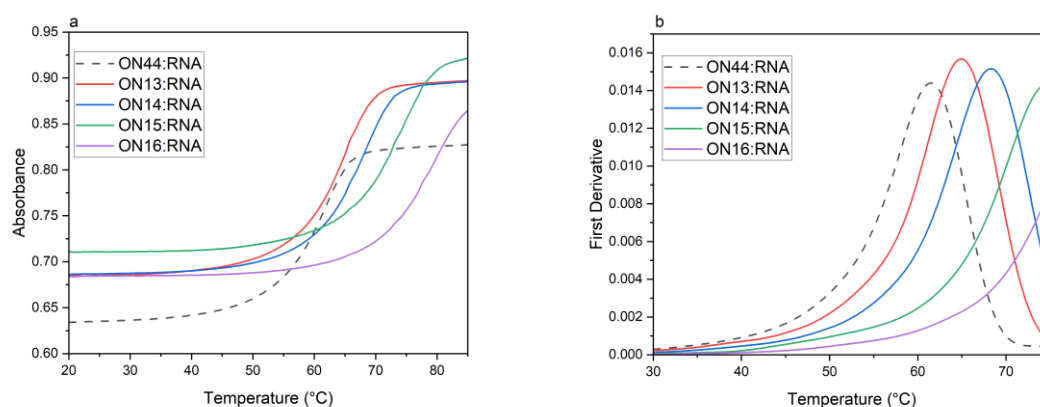 a
0.95
0.90
0.85
0.80
0.75
0.70
0.65
0.60
Absorbance
ON44:RNA
ON13:RNA
ON14:RNA
ON15:RNA
ON16:RNA
20 30 40 50 60 70 80
Temperature (°C)
b
0.016
0.014
0.012
0.010
0.008
0.006
0.004
0.002
0.000
First Derivative
ON44:RNA
ON13:RNA
ON14:RNA
ON15:RNA
ON16:RNA
30 40 50 60 70
Temperature (°C)